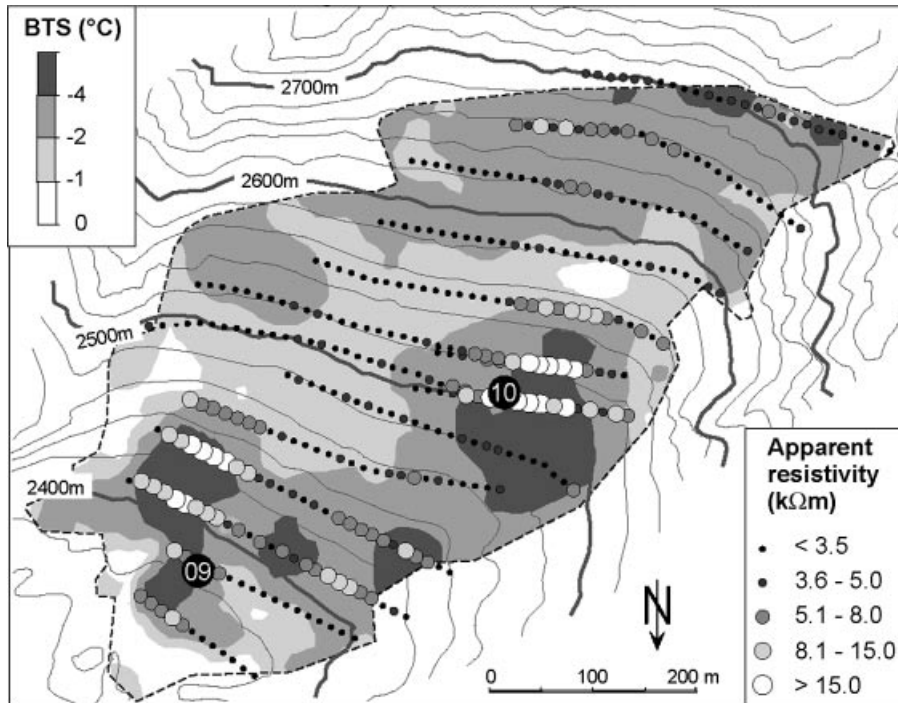 BTS (°C)
-4
-2
-1
0
2700m
2600m
2500m
2400m
10
09
N
0 100 200 m
Apparent
resistivity
(kΩm)
< 3.5
3.6 - 5.0
5.1 - 8.0
8.1 - 15.0
> 15.0